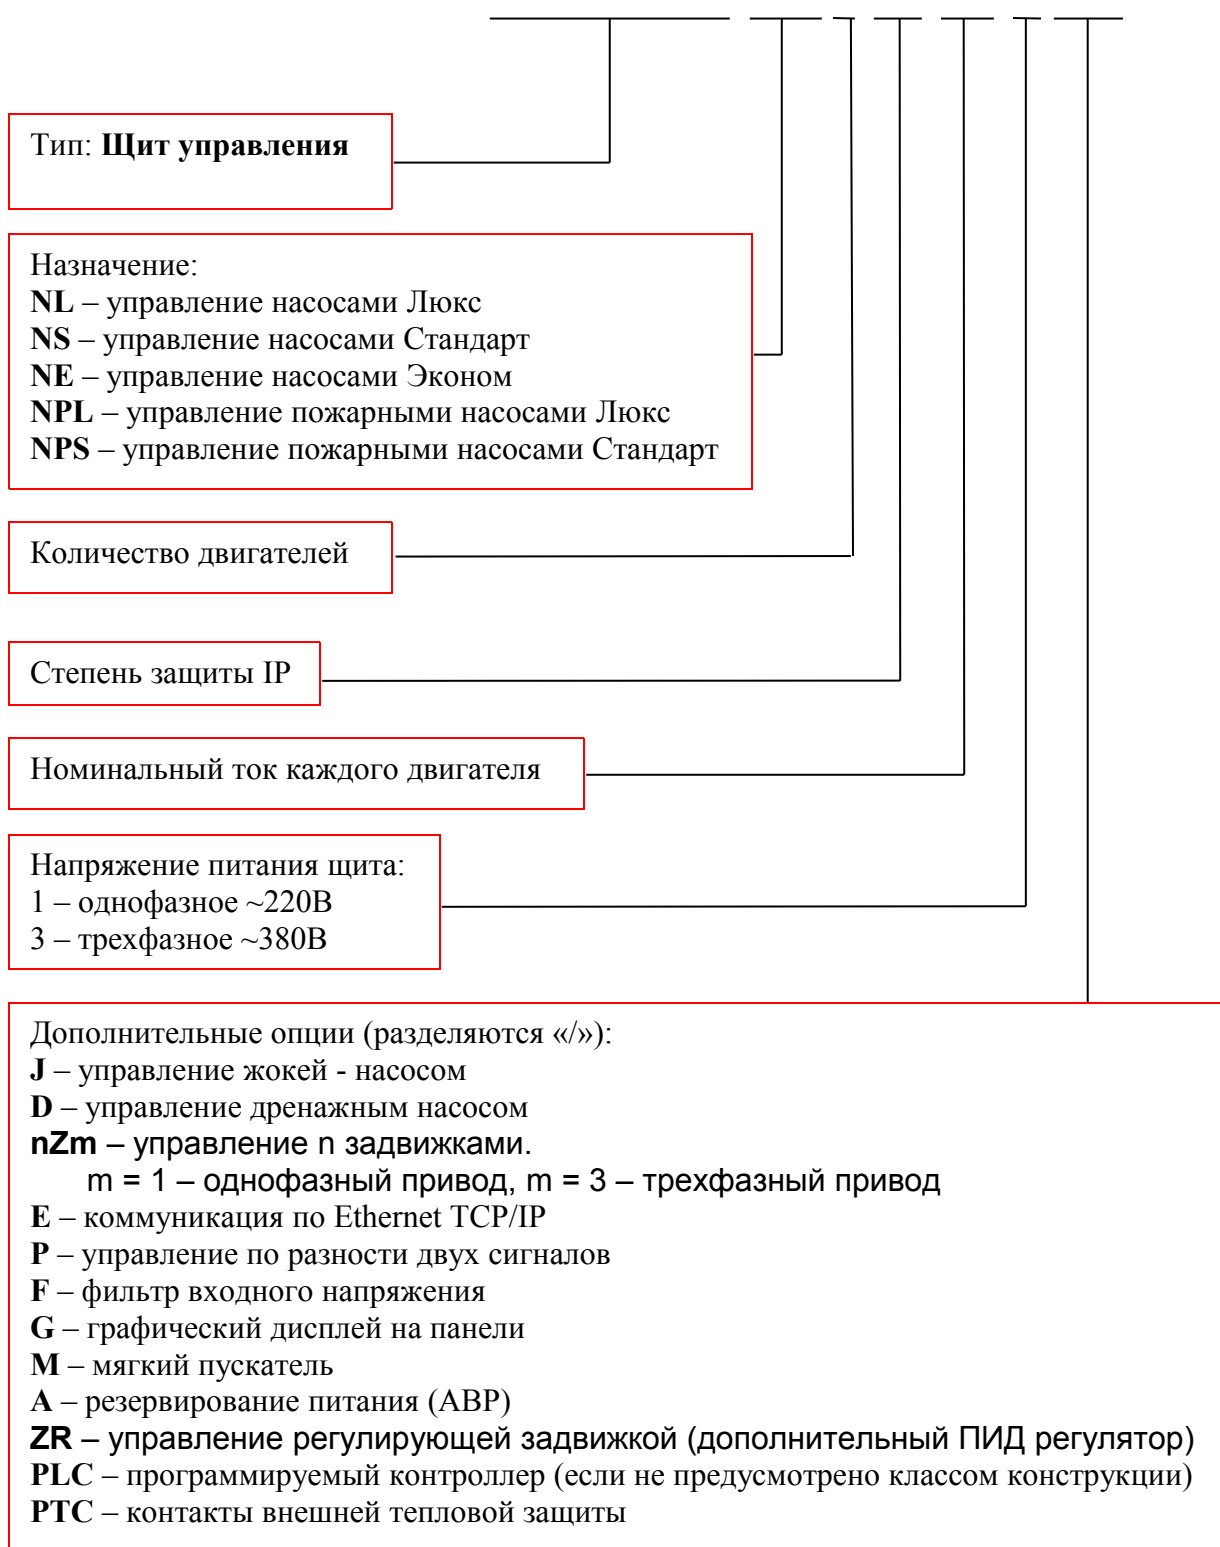 Тип: Щит управления
Назначение:
NL – управление насосами Люкс
NS – управление насосами Стандарт
NE – управление насосами Эконом
NPL – управление пожарными насосами Люкс
NPS – управление пожарными насосами Стандарт
Количество двигателей
Степень защиты IP
Номинальный ток каждого двигателя
Напряжение питания щита:
1 – однофазное ~220В
3 – трехфазное ~380В
Дополнительные опции (разделяются «/»):
J – управление жокей - насосом
D – управление дренажным насосом
nZm – управление n задвижками.
m = 1 – однофазный привод, m = 3 – трехфазный привод
E – коммуникация по Ethernet TCP/IP
P – управление по разности двух сигналов
F – фильтр входного напряжения
G – графический дисплей на панели
M – мягкий пускатель
A – резервирование питания (АВР)
ZR – управление регулирующей задвижкой (дополнительный ПИД регулятор)
PLC – программируемый контроллер (если не предусмотрено классом конструкции)
PTC – контакты внешней тепловой защиты